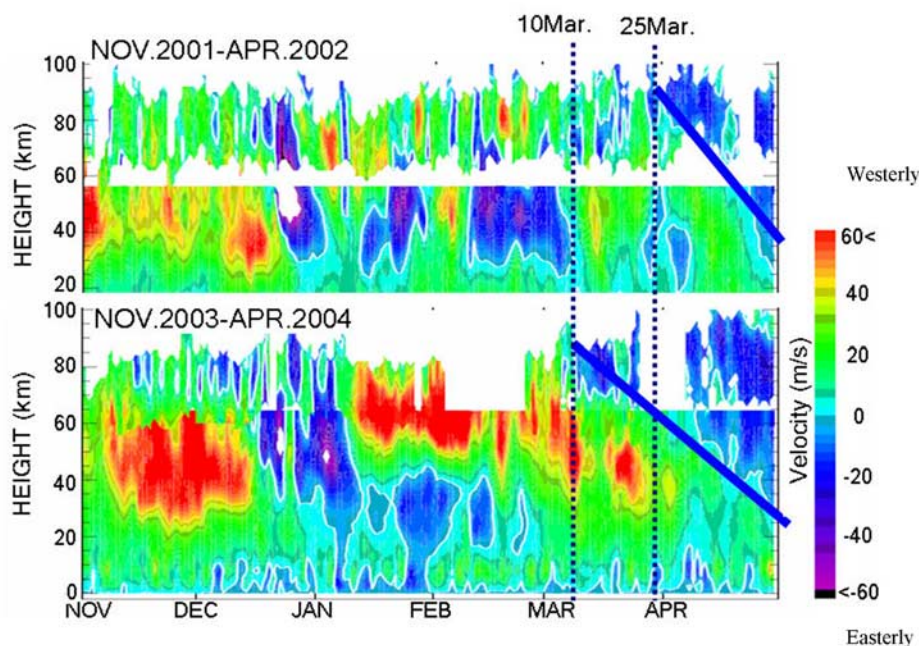 10Mar. 25Mar.
NOV.2001-APR.2002
100
80
60
40
20
HEIGHT (km)
NOV.2003-APR.2004
100
80
60
40
20
0
HEIGHT (km)
NOV DEC JAN FEB MAR APR
Westerly
60<
40
20
0
-20
-40
<-60
Velocity (m/s)
Easterly